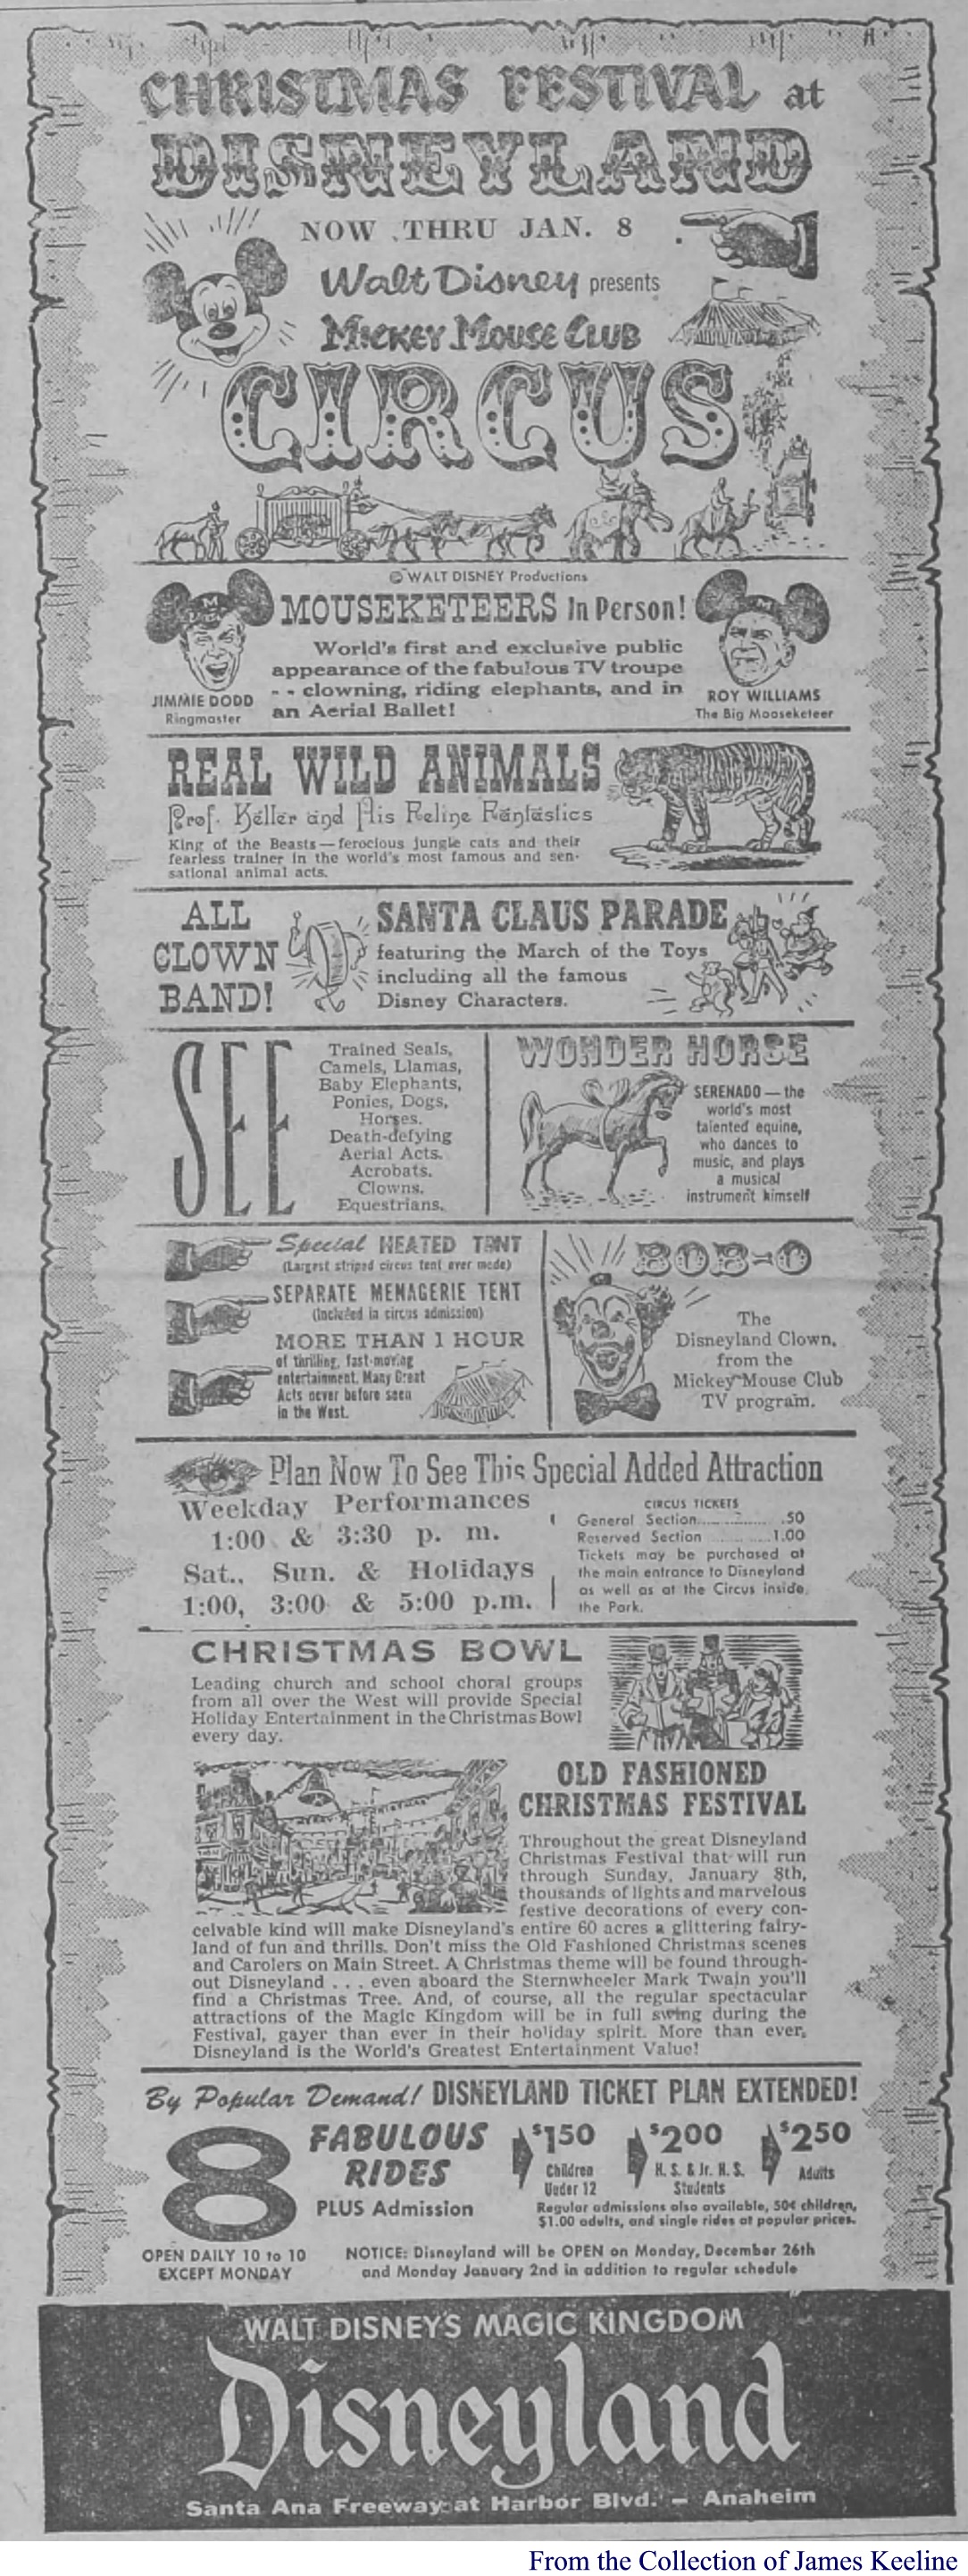 CHRISTMAS FESTIVAL at
DISNEYLAND
NOW THRU JAN. 8
Walt Disney presents
MICKEY MOUSE CLUB
CIRCUS
© WALT DISNEY Productions
MOUSEKETEERS In Person!
World's first and exclusive public
appearance of the fabulous TV troupe
- - clowning, riding elephants, and in
an Aerial Ballet!
JIMMIE DODD
Ringmaster
ROY WILLIAMS
The Big Mooseketeer
REAL WILD ANIMALS
Prof. Keller and His Feline Fantastics
King of the Beasts — ferocious jungle cats and their
fearless trainer in the world's most famous and sen-
sational animal acts.
ALL
CLOWN
BAND!
SANTA CLAUS PARADE
featuring the March of the Toys
including all the famous
Disney Characters.
SEE
Trained Seals,
Camels, Llamas,
Baby Elephants,
Ponies, Dogs,
Horses.
Death-defying
Aerial Acts.
Acrobats.
Clowns.
Equestrians.
WONDER HORSE
SERENADO — the
world's most
talented equine,
who dances to
music, and plays
a musical
instrument himself
Special HEATED TENT
(Largest striped circus tent ever made)
SEPARATE MENAGERIE TENT
(Included in circus admission)
MORE THAN 1 HOUR
of thrilling, fast-moving
entertainment. Many Great
Acts never before seen
in the West.
BOB-O
The
Disneyland Clown,
from the
Mickey Mouse Club
TV program.
Plan Now To See This Special Added Attraction
Weekday Performances
1:00 & 3:30 p. m.
Sat., Sun. & Holidays
1:00, 3:00 & 5:00 p.m.
CIRCUS TICKETS
General Section.............. .50
Reserved Section ............1.00
Tickets may be purchased at
the main entrance to Disneyland
as well as at the Circus inside
the Park.
CHRISTMAS BOWL
Leading church and school choral groups
from all over the West will provide Special
Holiday Entertainment in the Christmas Bowl
every day.
OLD FASHIONED
CHRISTMAS FESTIVAL
Throughout the great Disneyland
Christmas Festival that will run
through Sunday, January 8th,
thousands of lights and marvelous
festive decorations of every con-
ceivable kind will make Disneyland's entire 60 acres a glittering fairy-
land of fun and thrills. Don't miss the Old Fashioned Christmas scenes
and Carolers on Main Street. A Christmas theme will be found through-
out Disneyland . . . even aboard the Sternwheeler Mark Twain you'll
find a Christmas Tree. And, of course, all the regular spectacular
attractions of the Magic Kingdom will be in full swing during the
Festival, gayer than ever in their holiday spirit. More than ever,
Disneyland is the World's Greatest Entertainment Value!
By Popular Demand! DISNEYLAND TICKET PLAN EXTENDED!
8
FABULOUS
RIDES
PLUS Admission
$150
Children
Under 12
$200
H. S. & Jr. H. S.
Students
$250
Adults
Regular admissions also available, 50¢ children,
$1.00 adults, and single rides at popular prices.
OPEN DAILY 10 to 10
EXCEPT MONDAY
NOTICE: Disneyland will be OPEN on Monday, December 26th
and Monday January 2nd in addition to regular schedule
WALT DISNEY'S MAGIC KINGDOM
Disneyland
Santa Ana Freeway at Harbor Blvd. – Anaheim
From the Collection of James Keeline